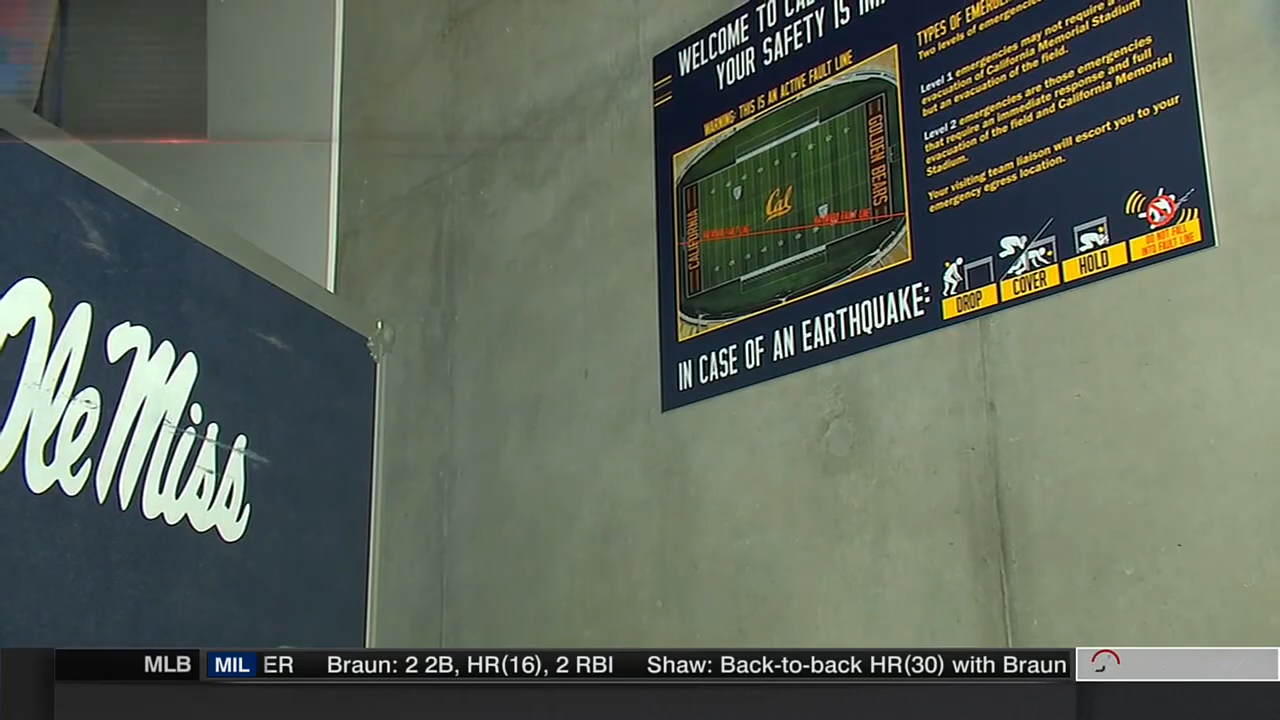 WELCOME TO
YOUR SAFETY IS
WARNING: THIS IS AN ACTIVE FAULT LINE
CALIFORNIA
Cal
GOLDEN BEARS
TYPES OF
Two levels of emergencies
Level 1 emergencies may not require a
evacuation of California Memorial Stadium
but an evacuation of the field.
Level 2 emergencies are those emergencies
that require an immediate response and full
evacuation of the field and California Memorial
Stadium.
Your visiting team liaison will escort you to your
emergency egress location.
IN CASE OF AN EARTHQUAKE:
DROP
COVER
HOLD
DO NOT FALL
INTO FAULT LINE
Ole Miss
MLB MIL ER Braun: 2 2B, HR(16), 2 RBI Shaw: Back-to-back HR(30) with Braun